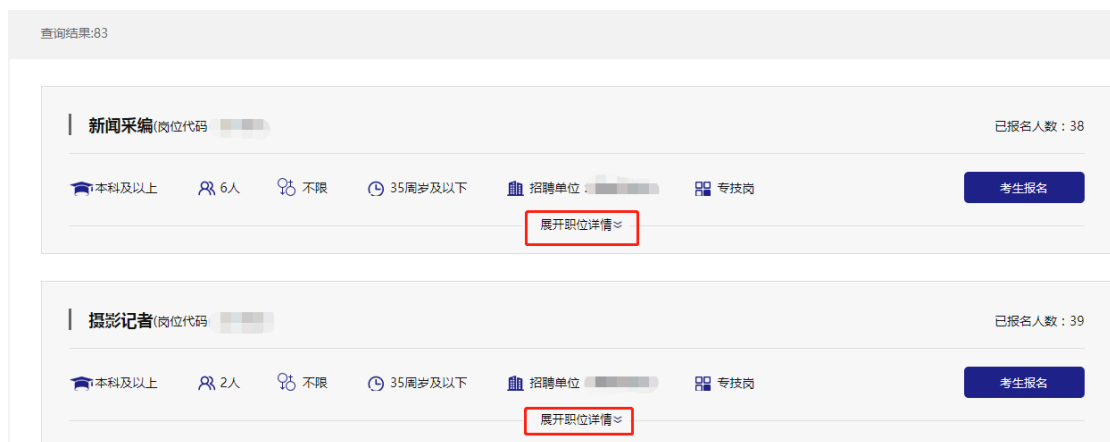 查询结果:83
新闻采编(岗位代码
已报名人数：38
本科及以上 6人 不限 35周岁及以下 招聘单位： 专技岗 考生报名
展开职位详情
摄影记者(岗位代码
已报名人数：39
本科及以上 2人 不限 35周岁及以下 招聘单位 专技岗 考生报名
展开职位详情